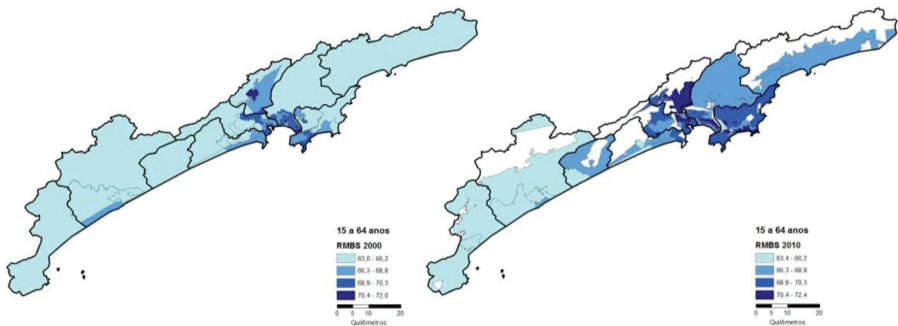 15 a 64 anos
RMBS 2000
63,0 - 66,2
66,3 - 68,8
68,9 - 70,3
70,4 - 72,0
0 5 10 20
Quilômetros
15 a 64 anos
RMBS 2010
63,4 - 66,2
66,3 - 68,8
68,9 - 70,3
70,4 - 72,4
0 5 10 20
Quilômetros